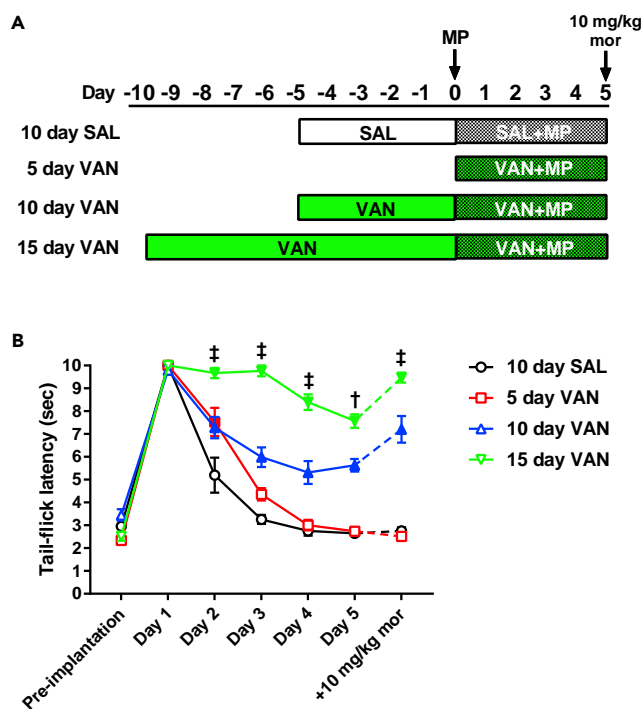 A
MP
10 mg/kg
mor
Day -10 -9 -8 -7 -6 -5 -4 -3 -2 -1 0 1 2 3 4 5
10 day SAL SAL SAL+MP
5 day VAN VAN+MP
10 day VAN VAN VAN+MP
15 day VAN VAN VAN+MP
B
Tail-flick latency (sec)
10
9
8
7
6
5
4
3
2
1
0
‡ ‡ ‡ † ‡
10 day SAL
5 day VAN
10 day VAN
15 day VAN
Pre-implantation
Day 1
Day 2
Day 3
Day 4
Day 5
+10 mg/kg mor